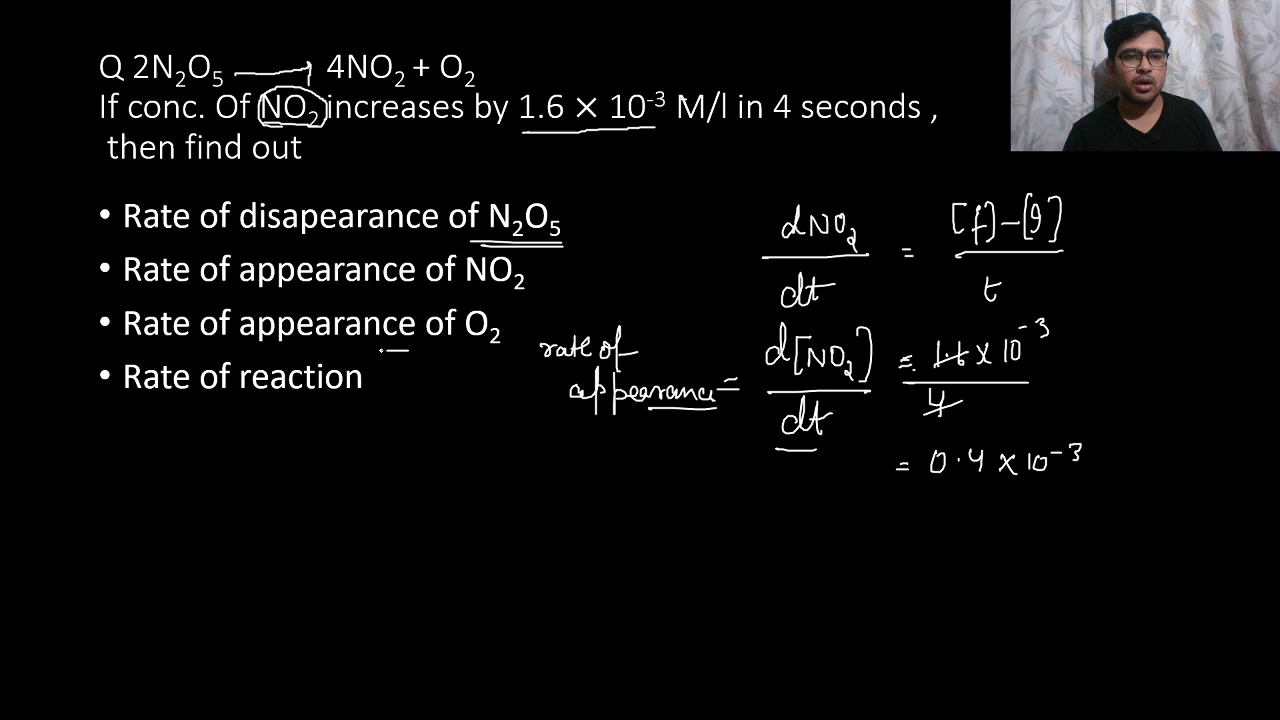 Q 2N₂O₅ → 4NO₂ + O₂
If conc. Of NO₂ increases by 1.6 × 10⁻³ M/l in 4 seconds ,
then find out
• Rate of disapearance of N₂O₅
• Rate of appearance of NO₂
• Rate of appearance of O₂
• Rate of reaction
dNO₂/dt = [f]-[9]/t
rate of appearance = d[NO₂]/dt = 1.6 × 10⁻³/4
= 0.4 × 10⁻³